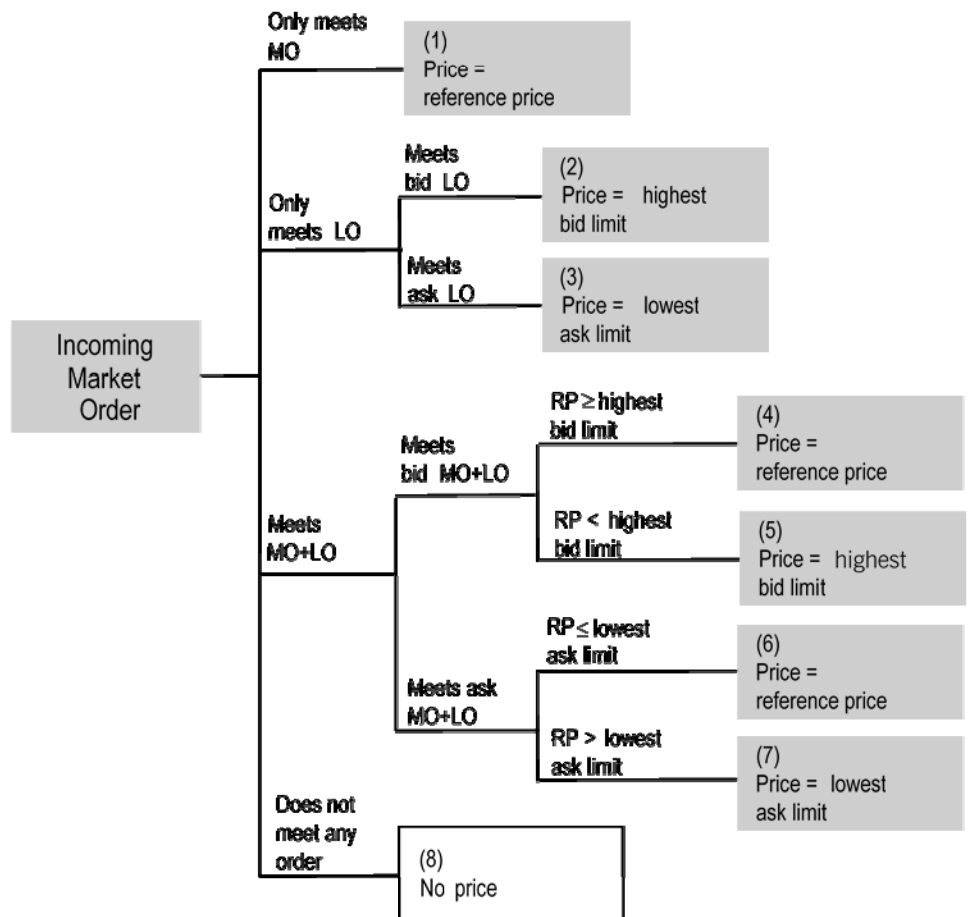 Only meets
MO
(1)
Price =
reference price
Meets
bid LO
(2)
Price = highest
bid limit
Only
meets LO
Meets
ask LO
(3)
Price = lowest
ask limit
Incoming
Market
Order
RP ≥ highest
bid limit
(4)
Price =
reference price
Meets
bid MO+LO
RP < highest
bid limit
(5)
Price = highest
bid limit
Meets
MO+LO
RP ≤ lowest
ask limit
(6)
Price =
reference price
Meets ask
MO+LO
RP > lowest
ask limit
(7)
Price = lowest
ask limit
Does not
meet any
order
(8)
No price